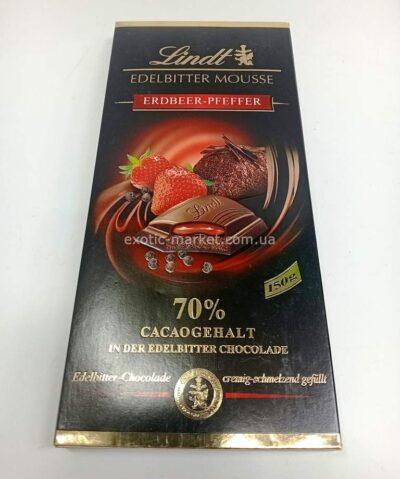 Lindt
EDELBITTER MOUSSE
ERDBEER-PFEFFER
Lindt
exotic-market.com.ua
150g
70%
CACAOGEHALT
IN DER EDELBITTER CHOCOLADE
Edelbitter-Chocolade cremig-schmelzend gefüllt